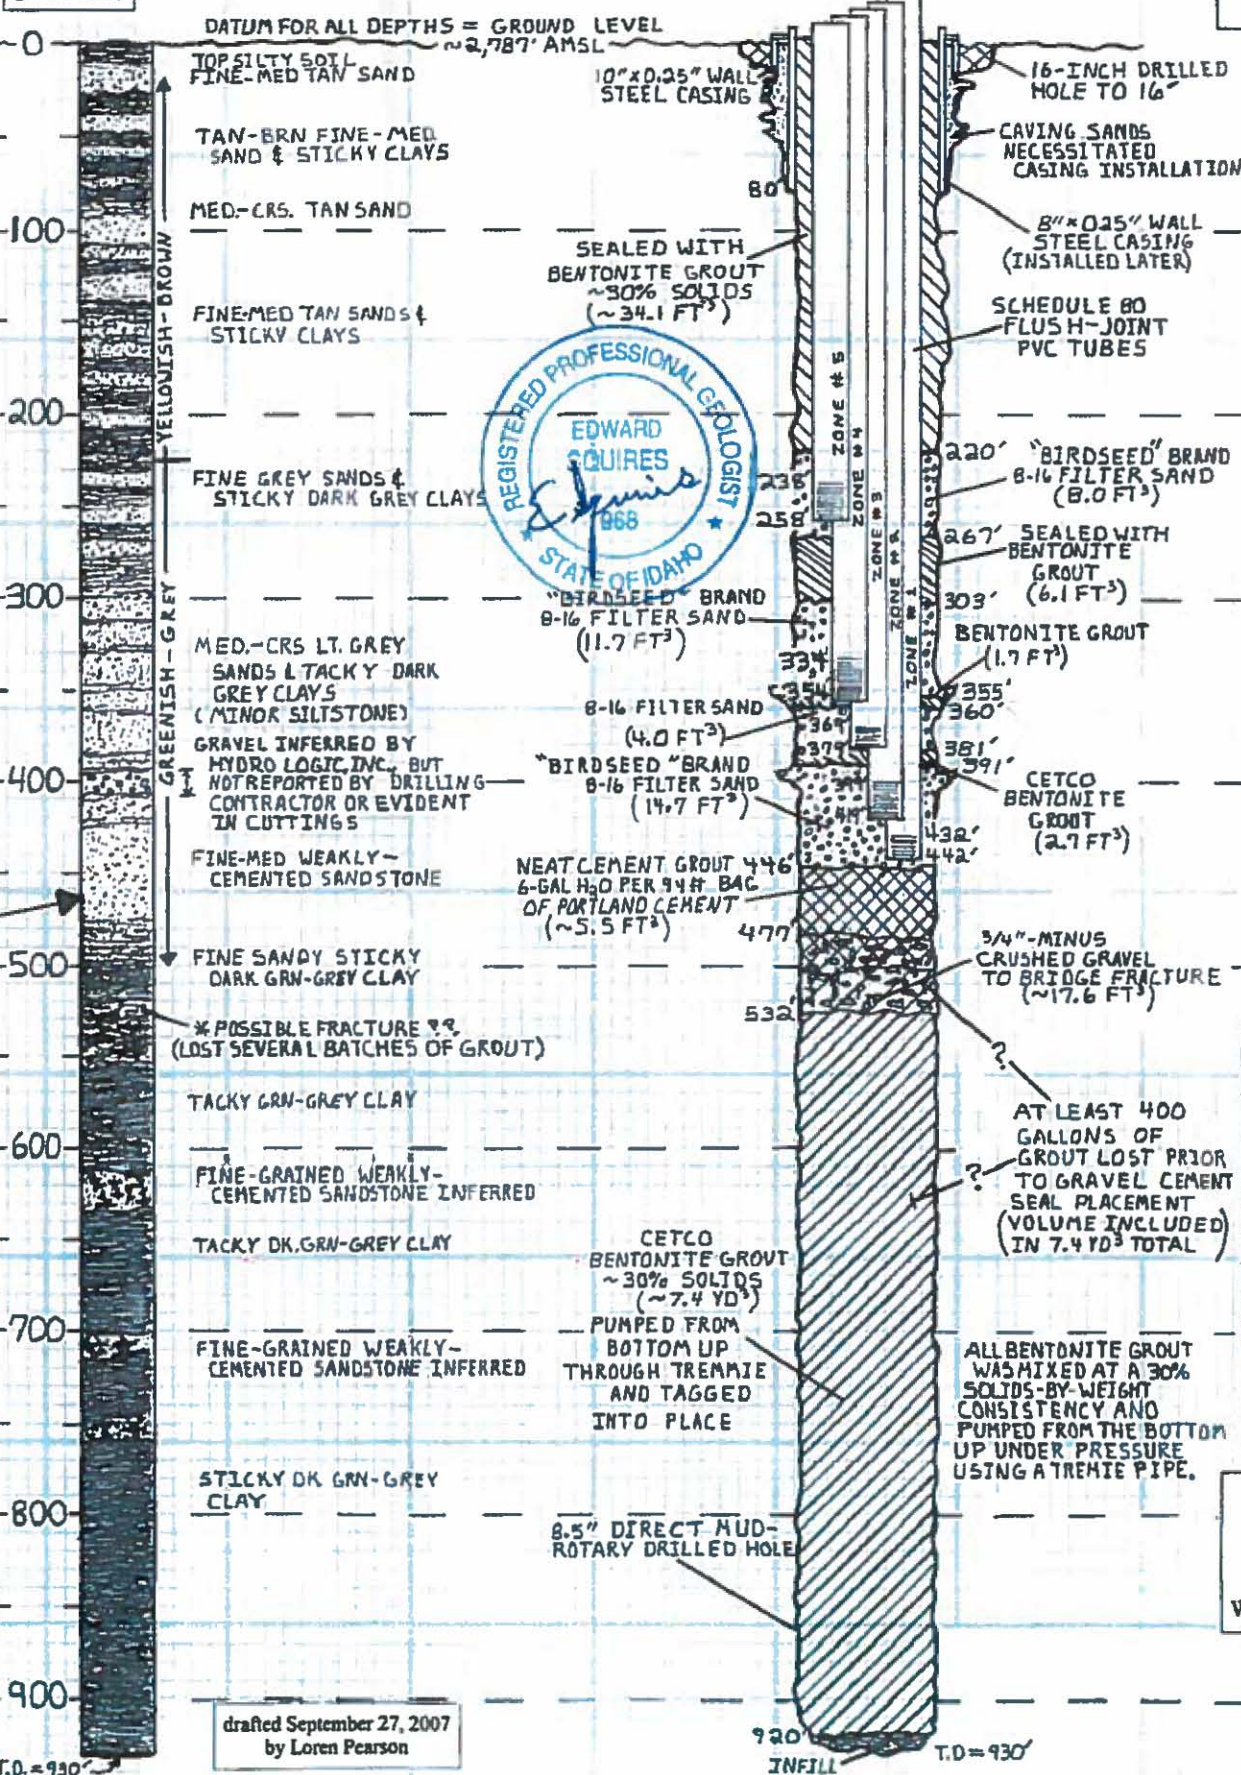 DATUM FOR ALL DEPTHS = GROUND LEVEL
~2,787' AMSL
~0
100
200
300
400
500
600
700
800
900
T.D.=930'
TOP SILTY SOIL
FINE-MED TAN SAND
TAN-BRN FINE-MED
SAND & STICKY CLAYS
MED.-CRS. TAN SAND
FINE-MED TAN SANDS &
STICKY CLAYS
YELLOWISH-BROWN
FINE GREY SANDS &
STICKY DARK GREY CLAYS
GREENISH-GREY
MED.-CRS LT. GREY
SANDS & TACKY DARK
GREY CLAYS
(MINOR SILTSTONE)
GRAVEL INFERRED BY
HYDRO LOGIC, INC., BUT
NOT REPORTED BY DRILLING
CONTRACTOR OR EVIDENT
IN CUTTINGS
FINE-MED WEAKLY-
CEMENTED SANDSTONE
FINE SANDY STICKY
DARK GRN-GREY CLAY
* POSSIBLE FRACTURE ??
(LOST SEVERAL BATCHES OF GROUT)
TACKY GRN-GREY CLAY
FINE-GRAINED WEAKLY-
CEMENTED SANDSTONE INFERRED
TACKY DK.GRN-GREY CLAY
FINE-GRAINED WEAKLY-
CEMENTED SANDSTONE INFERRED
STICKY DK GRN-GREY
CLAY
drafted September 27, 2007
by Loren Pearson
10"x0.25" WALL
STEEL CASING
80
SEALED WITH
BENTONITE GROUT
~30% SOLIDS
(~34.1 FT³)
REGISTERED PROFESSIONAL GEOLOGIST
EDWARD
SQUIRES
968
STATE OF IDAHO
238
258
"BIRDSEED" BRAND
8-16 FILTER SAND
(11.7 FT³)
334
8-16 FILTER SAND
(4.0 FT³)
369
379
"BIRDSEED" BRAND
8-16 FILTER SAND
(14.7 FT³)
NEAT CEMENT GROUT 446'
6-GAL H₂O PER 94# BAG
OF PORTLAND CEMENT
(~5.5 FT³)
477'
532'
CETCO
BENTONITE GROUT
~30% SOLIDS
(~7.4 YD³)
PUMPED FROM
BOTTOM UP
THROUGH TREMMIE
AND TAGGED
INTO PLACE
8.5" DIRECT MUD-
ROTARY DRILLED HOLE
920'
INFILL
T.D=930'
ZONE #5
ZONE #4
ZONE #3
ZONE #2
ZONE #1
16-INCH DRILLED
HOLE TO 16'
CAVING SANDS
NECESSITATED
CASING INSTALLATION
8"x0.25" WALL
STEEL CASING
(INSTALLED LATER)
SCHEDULE 80
FLUSH-JOINT
PVC TUBES
220' "BIRDSEED" BRAND
8-16 FILTER SAND
(8.0 FT³)
267' SEALED WITH
BENTONITE
GROUT
(6.1 FT³)
303'
BENTONITE GROUT
(1.7 FT³)
355'
360'
381'
391'
CETCO
BENTONITE
GROUT
(2.7 FT³)
432'
442'
3/4"-MINUS
CRUSHED GRAVEL
TO BRIDGE FRACTURE
(~17.6 FT³)
?
?
AT LEAST 400
GALLONS OF
GROUT LOST PRIOR
TO GRAVEL CEMENT
SEAL PLACEMENT
(VOLUME INCLUDED
IN 7.4 YD³ TOTAL)
ALL BENTONITE GROUT
WAS MIXED AT A 30%
SOLIDS-BY-WEIGHT
CONSISTENCY AND
PUMPED FROM THE BOTTOM
UP UNDER PRESSURE
USING A TREMIE PIPE.